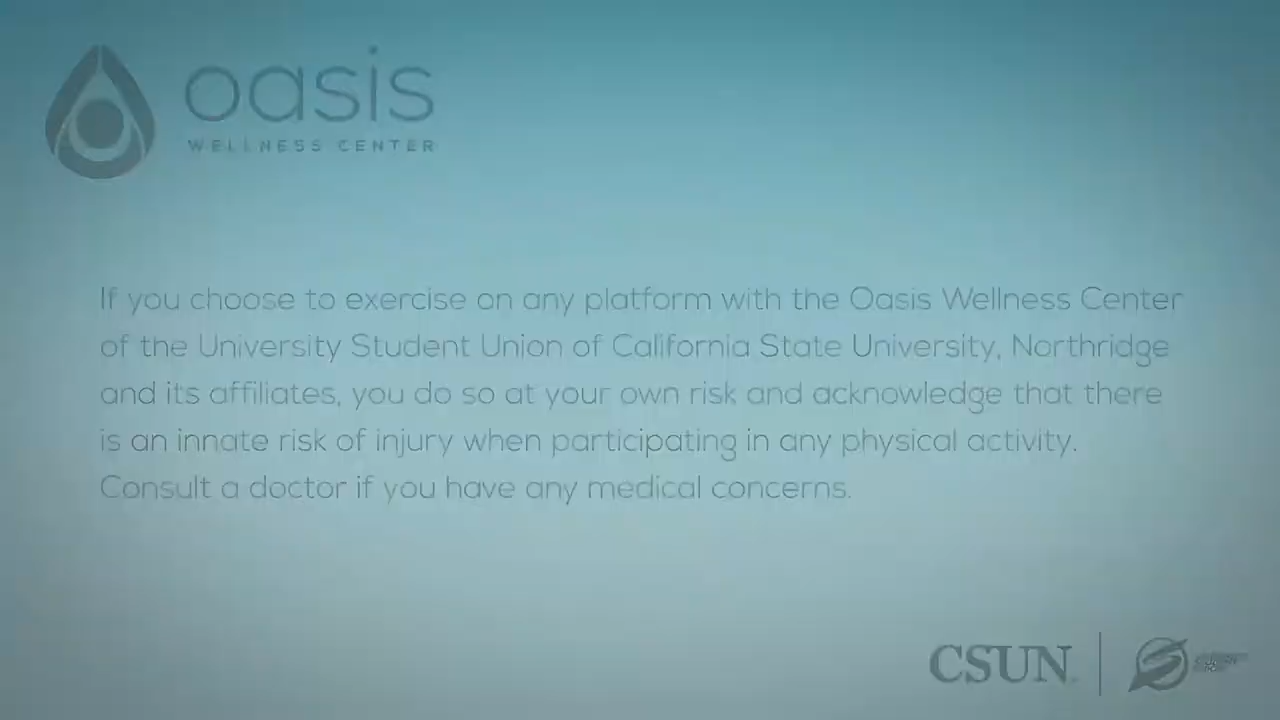 oasis
WELLNESS CENTER
If you choose to exercise on any platform with the Oasis Wellness Center
of the University Student Union of California State University, Northridge
and its affiliates, you do so at your own risk and acknowledge that there
is an innate risk of injury when participating in any physical activity.
Consult a doctor if you have any medical concerns.
CSUN